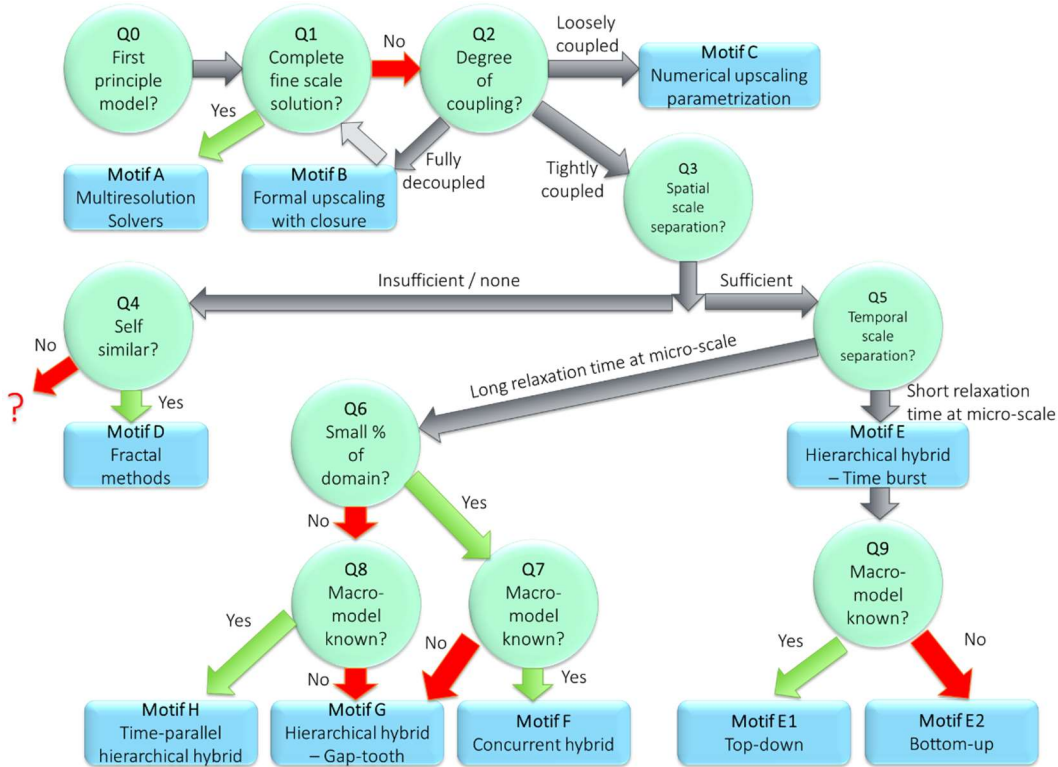 Q0
First
principle
model?
Q1
Complete
fine scale
solution?
No
Q2
Degree
of
coupling?
Loosely
coupled
Motif C
Numerical upscaling
parametrization
Yes
Motif A
Multiresolution
Solvers
Motif B
Formal upscaling
with closure
Fully
decoupled
Tightly
coupled
Q3
Spatial
scale
separation?
Insufficient / none
Sufficient
Q4
Self
similar?
No
?
Yes
Motif D
Fractal
methods
Q5
Temporal
scale
separation?
Long relaxation time at micro-scale
Short relaxation
time at micro-scale
Motif E
Hierarchical hybrid
– Time burst
Q6
Small %
of
domain?
No
Yes
Q8
Macro-
model
known?
Q7
Macro-
model
known?
Q9
Macro-
model
known?
Yes
No
No
Yes
Yes
No
Motif H
Time-parallel
hierarchical hybrid
Motif G
Hierarchical hybrid
– Gap-tooth
Motif F
Concurrent hybrid
Motif E1
Top-down
Motif E2
Bottom-up